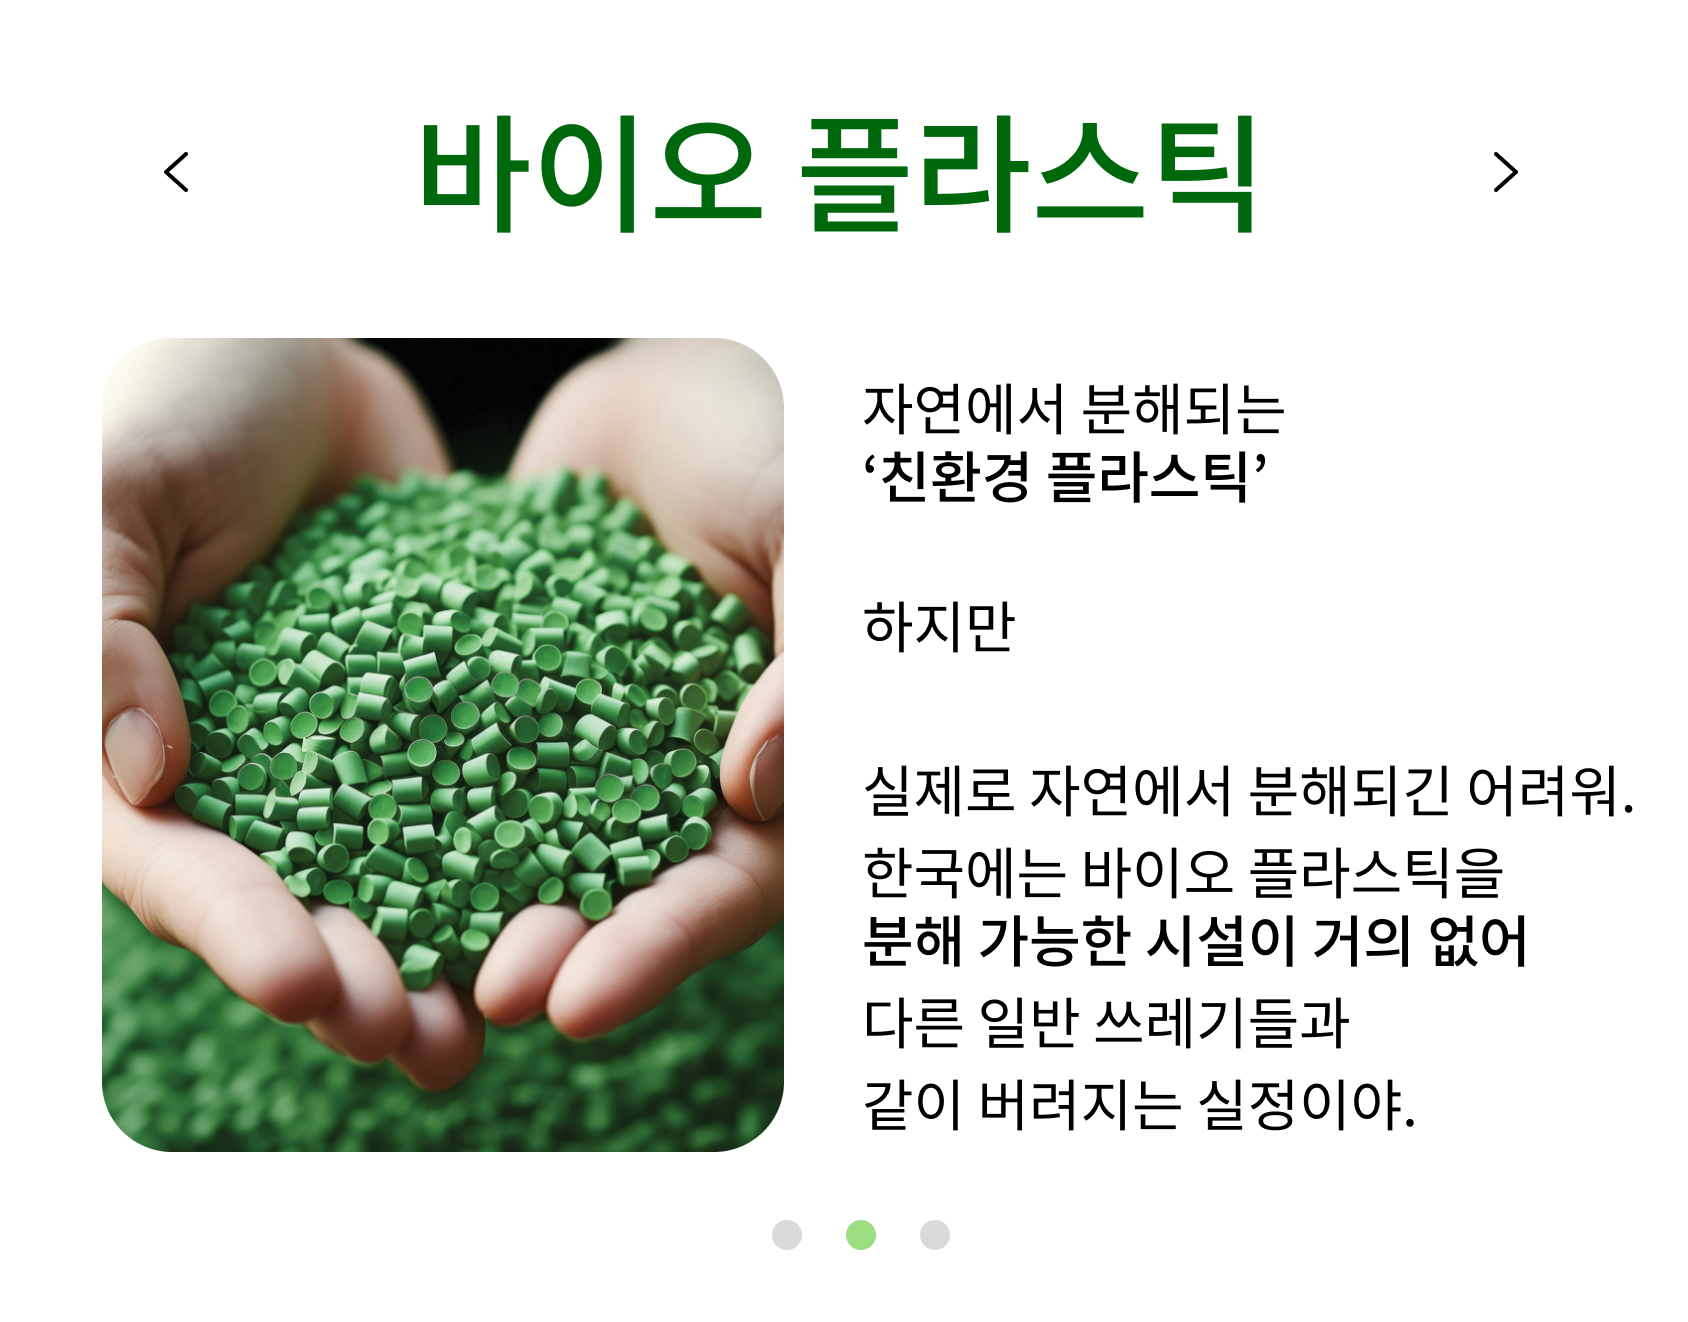 바이오 플라스틱
자연에서 분해되는
‘친환경 플라스틱’
하지만
실제로 자연에서 분해되긴 어려워.
한국에는 바이오 플라스틱을
분해 가능한 시설이 거의 없어
다른 일반 쓰레기들과
같이 버려지는 실정이야.